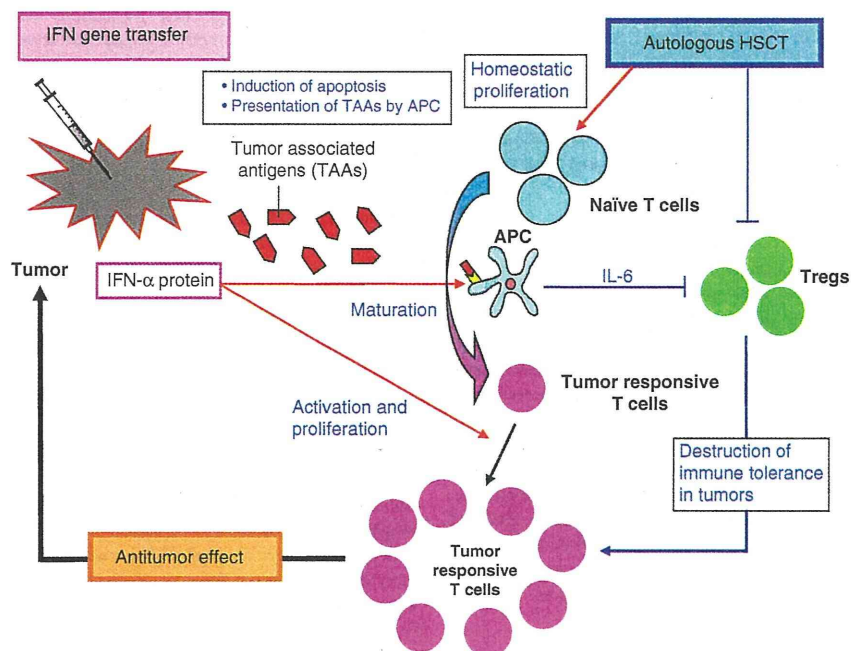 IFN gene transfer
Autologous HSCT
• Induction of apoptosis
• Presentation of TAAs by APC
Homeostatic
proliferation
Tumor associated
antigens (TAAs)
Naïve T cells
APC
Tumor
IFN-α protein
IL-6
Tregs
Maturation
Tumor responsive
T cells
Activation and
proliferation
Destruction of
immune tolerance
in tumors
Antitumor effect
Tumor
responsive
T cells